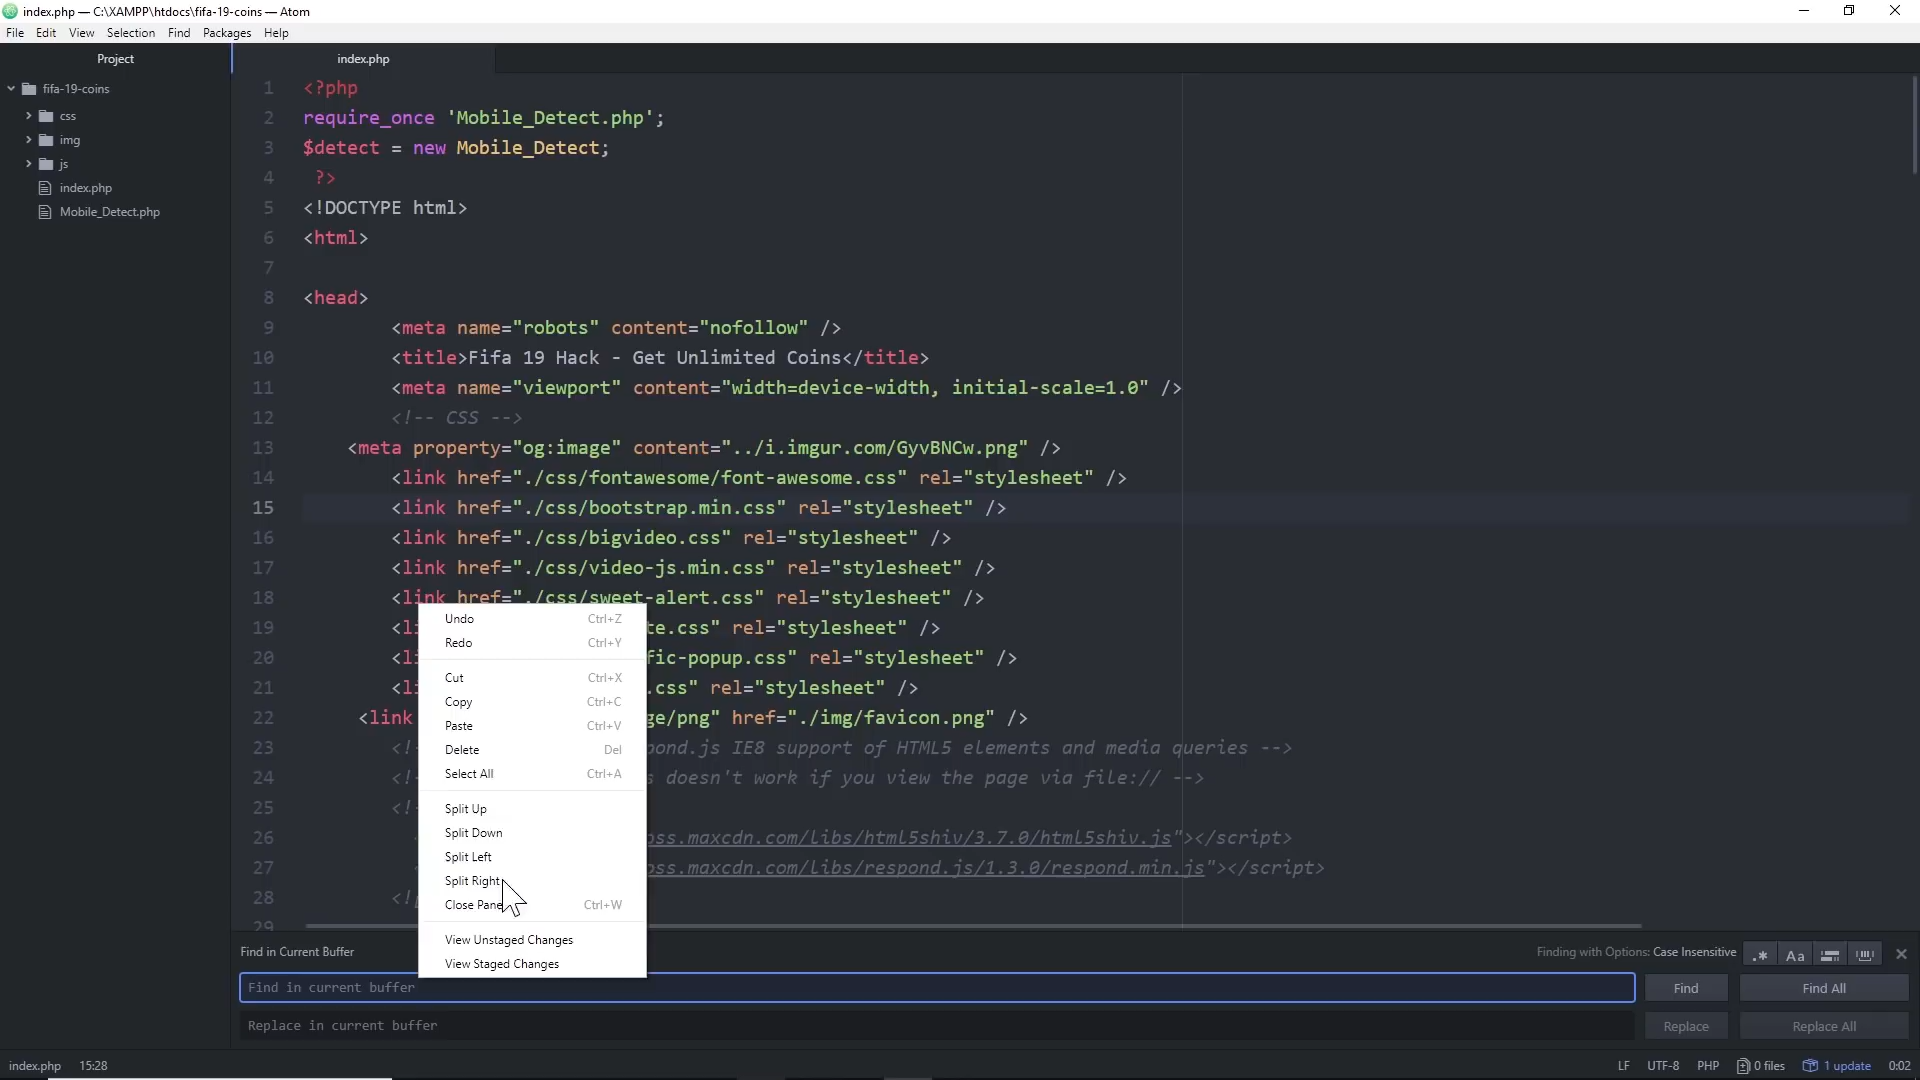 index.php — C:\XAMPP\htdocs\fifa-19-coins — Atom
File Edit View Selection Find Packages Help
Project
index.php
fifa-19-coins
css
img
js
index.php
Mobile_Detect.php
1 <?php
2 require_once 'Mobile_Detect.php';
3 $detect = new Mobile_Detect;
4 ?>
5 <!DOCTYPE html>
6 <html>
7
8 <head>
9 <meta name="robots" content="nofollow" />
10 <title>Fifa 19 Hack - Get Unlimited Coins</title>
11 <meta name="viewport" content="width=device-width, initial-scale=1.0" />
12 <!-- CSS -->
13 <meta property="og:image" content="../i.imgur.com/GyvBNCw.png" />
14 <link href="./css/fontawesome/font-awesome.css" rel="stylesheet" />
15 <link href="./css/bootstrap.min.css" rel="stylesheet" />
16 <link href="./css/bigvideo.css" rel="stylesheet" />
17 <link href="./css/video-js.min.css" rel="stylesheet" />
18 <link href="./css/sweet-alert.css" rel="stylesheet" />
19 <li te.css" rel="stylesheet" />
20 <li fic-popup.css" rel="stylesheet" />
21 <li .css" rel="stylesheet" />
22 <link ge/png" href="./img/favicon.png" />
23 <! pond.js IE8 support of HTML5 elements and media queries -->
24 <! s doesn't work if you view the page via file:// -->
25 <!
26 oss.maxcdn.com/libs/html5shiv/3.7.0/html5shiv.js"></script>
27 oss.maxcdn.com/libs/respond.js/1.3.0/respond.min.js"></script>
28 <!
29
Undo Ctrl+Z
Redo Ctrl+Y
Cut Ctrl+X
Copy Ctrl+C
Paste Ctrl+V
Delete Del
Select All Ctrl+A
Split Up
Split Down
Split Left
Split Right
Close Pane Ctrl+W
View Unstaged Changes
View Staged Changes
Find in Current Buffer
Finding with Options: Case Insensitive
.* Aa
Find in current buffer
Find
Find All
Replace in current buffer
Replace
Replace All
index.php 15:28
LF UTF-8 PHP 0 files 1 update 0:02